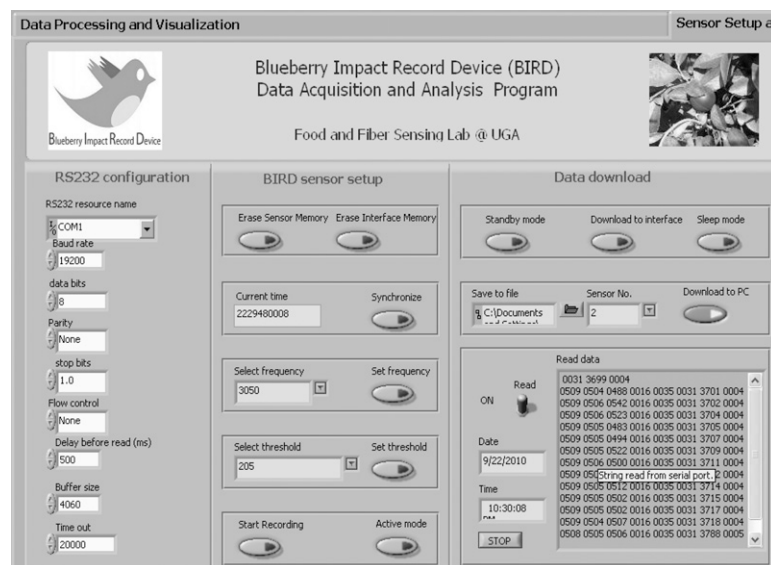 Data Processing and Visualization
Sensor Setup a
Blueberry Impact Record Device (BIRD)
Data Acquisition and Analysis Program
Food and Fiber Sensing Lab @ UGA
Blueberry Impact Record Device
RS232 configuration
RS232 resource name
COM1
Baud rate
19200
data bits
8
Parity
None
stop bits
1.0
Flow control
None
Delay before read (ms)
500
Buffer size
4060
Time out
20000
BIRD sensor setup
Erase Sensor Memory Erase Interface Memory
Current time Synchronize
2229480008
Select frequency Set frequency
3050
Select threshold Set threshold
205
Start Recording Active mode
Data download
Standby mode Download to interface Sleep mode
Save to file Sensor No. Download to PC
C:\Documents 2
Read data
Read
ON
Date
9/22/2010
Time
10:30:08
STOP
0031 3699 0004
0509 0504 0488 0016 0035 0031 3701 0004
0509 0506 0542 0016 0035 0031 3702 0004
0509 0506 0523 0016 0035 0031 3704 0004
0509 0505 0483 0016 0035 0031 3705 0004
0509 0505 0494 0016 0035 0031 3707 0004
0509 0505 0522 0016 0035 0031 3709 0004
0509 0506 0500 0016 0035 0031 3711 0004
0509 String read from serial port. 2 0004
0509 0505 0512 0016 0035 0031 3714 0004
0509 0505 0502 0016 0035 0031 3715 0004
0509 0505 0502 0016 0035 0031 3717 0004
0509 0504 0507 0016 0035 0031 3718 0004
0508 0505 0506 0016 0035 0031 3788 0005